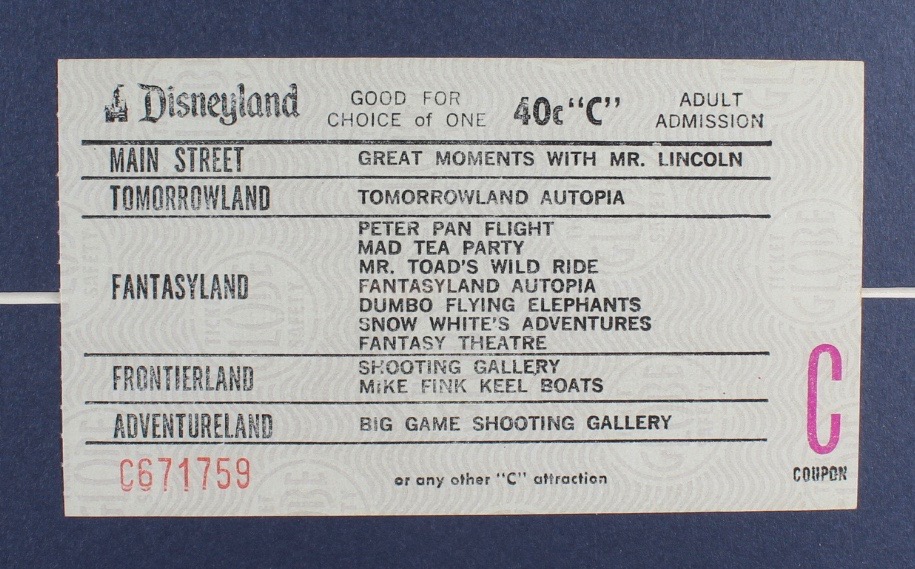 Disneyland GOOD FOR CHOICE of ONE 40¢ "C" ADULT ADMISSION
MAIN STREET GREAT MOMENTS WITH MR. LINCOLN
TOMORROWLAND TOMORROWLAND AUTOPIA
FANTASYLAND
PETER PAN FLIGHT
MAD TEA PARTY
MR. TOAD'S WILD RIDE
FANTASYLAND AUTOPIA
DUMBO FLYING ELEPHANTS
SNOW WHITE'S ADVENTURES
FANTASY THEATRE
FRONTIERLAND
SHOOTING GALLERY
MIKE FINK KEEL BOATS
ADVENTURELAND BIG GAME SHOOTING GALLERY
C671759 or any other "C" attraction
C
COUPON